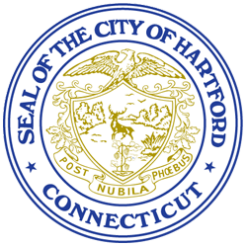 SEAL OF THE CITY OF HARTFORD
POST NUBILA PHŒBUS
CONNECTICUT